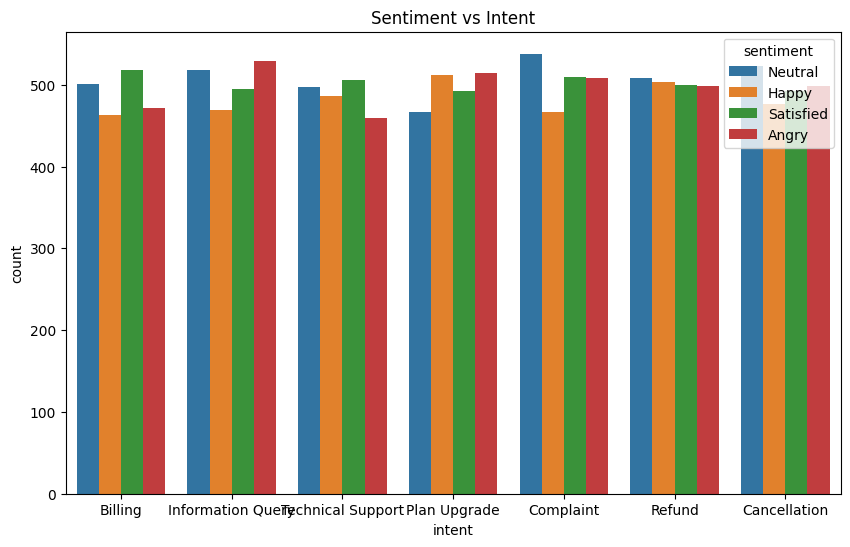 Sentiment vs Intent
sentiment
Neutral
Happy
Satisfied
Angry
count
500
400
300
200
100
0
Billing
Information Query
Technical Support
Plan Upgrade
Complaint
Refund
Cancellation
intent